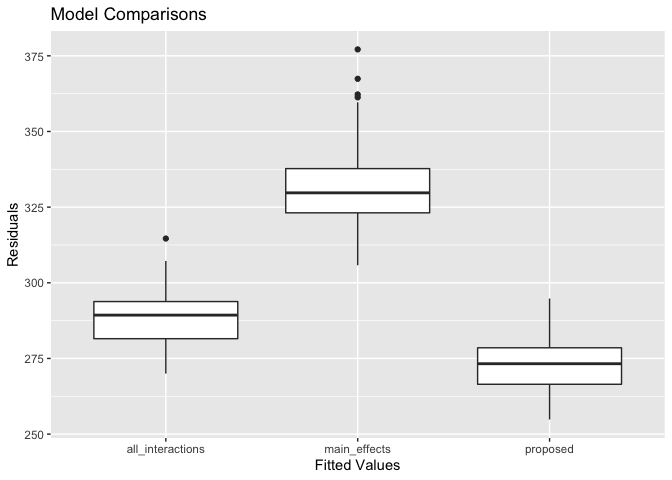 Model Comparisons
375
350
325
300
275
250
Residuals
all_interactions main_effects proposed
Fitted Values